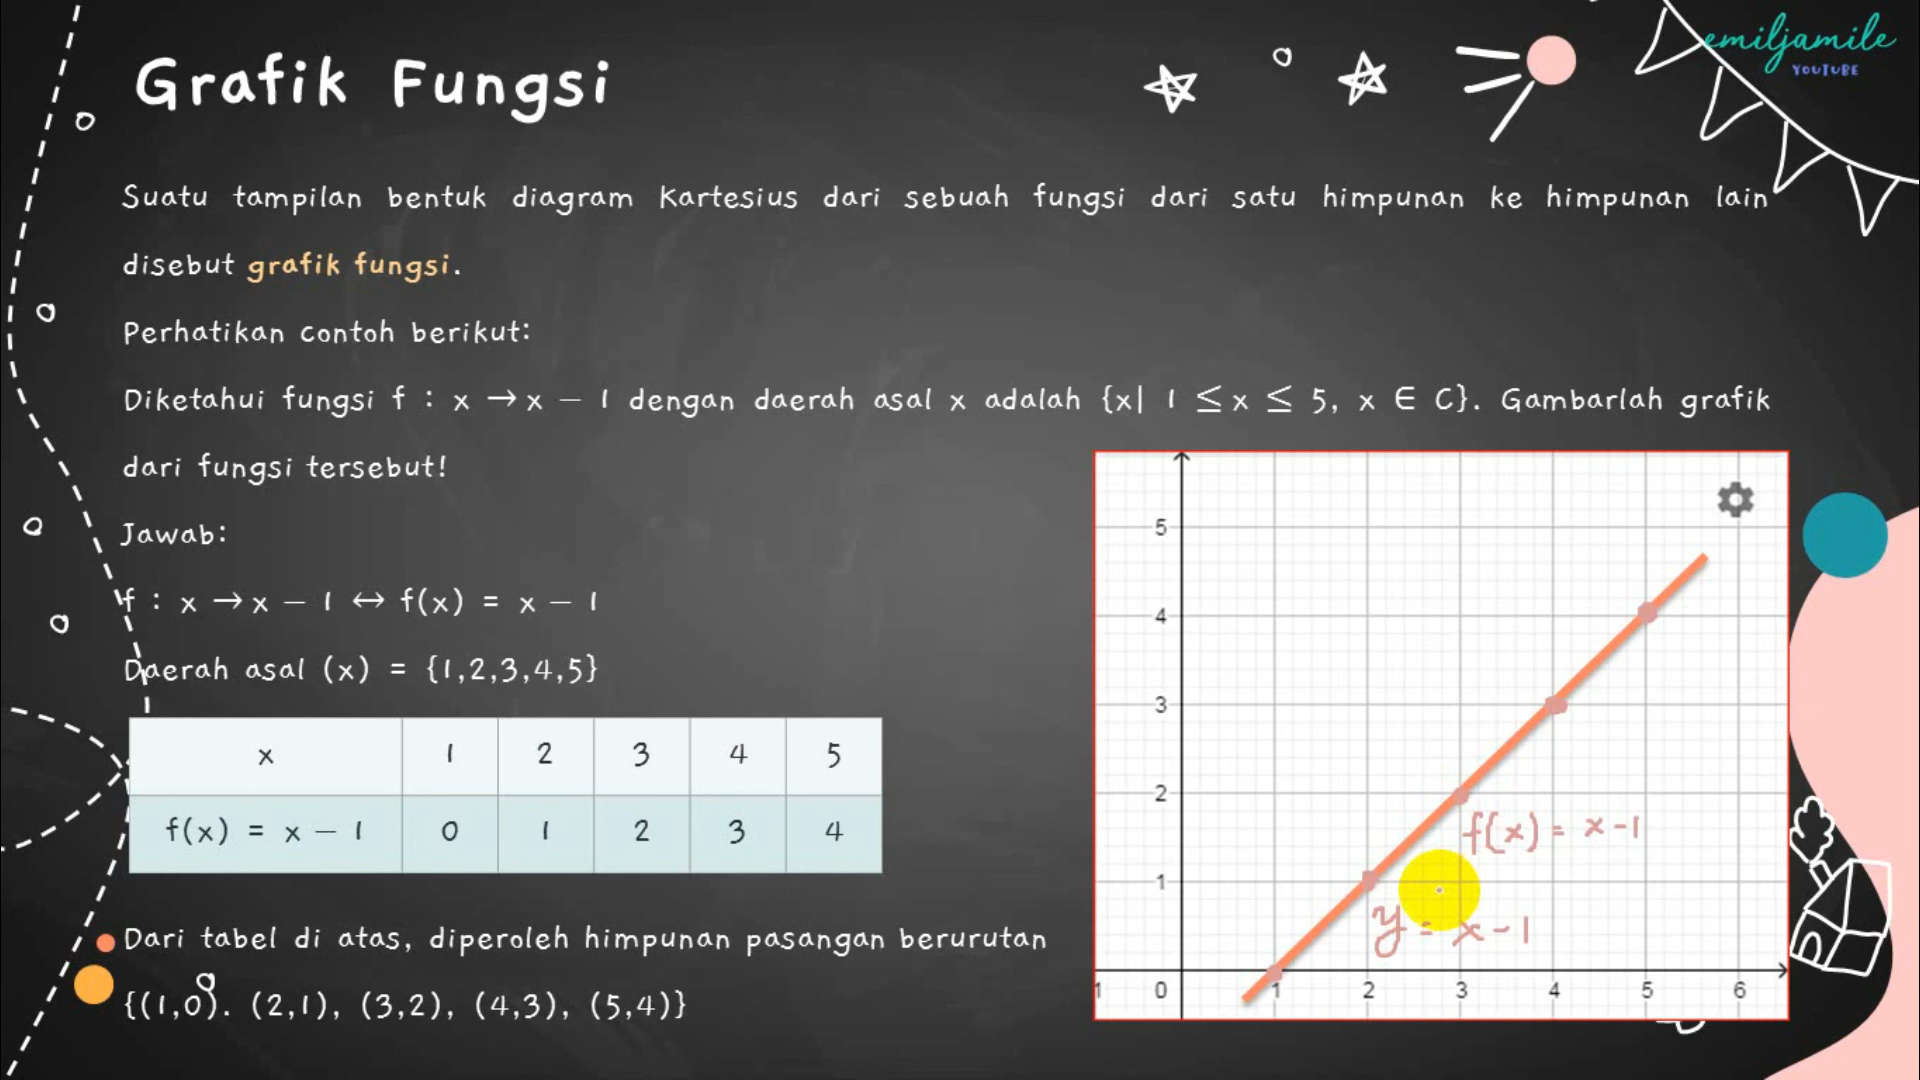 emiljamile
YOUTUBE
Grafik Fungsi
Suatu tampilan bentuk diagram Kartesius dari sebuah fungsi dari satu himpunan ke himpunan lain
disebut grafik fungsi.
Perhatikan contoh berikut:
Diketahui fungsi f : x → x – 1 dengan daerah asal x adalah {x| 1 ≤ x ≤ 5, x ∈ C}. Gambarlah grafik
dari fungsi tersebut!
Jawab:
f : x → x – 1 ↔ f(x) = x – 1
Daerah asal (x) = {1,2,3,4,5}
x 1 2 3 4 5
f(x) = x – 1 0 1 2 3 4
Dari tabel di atas, diperoleh himpunan pasangan berurutan
{(1,0). (2,1), (3,2), (4,3), (5,4)}
5
4
3
2
f(x) = x-1
1
y = x-1
1 0 1 2 3 4 5 6